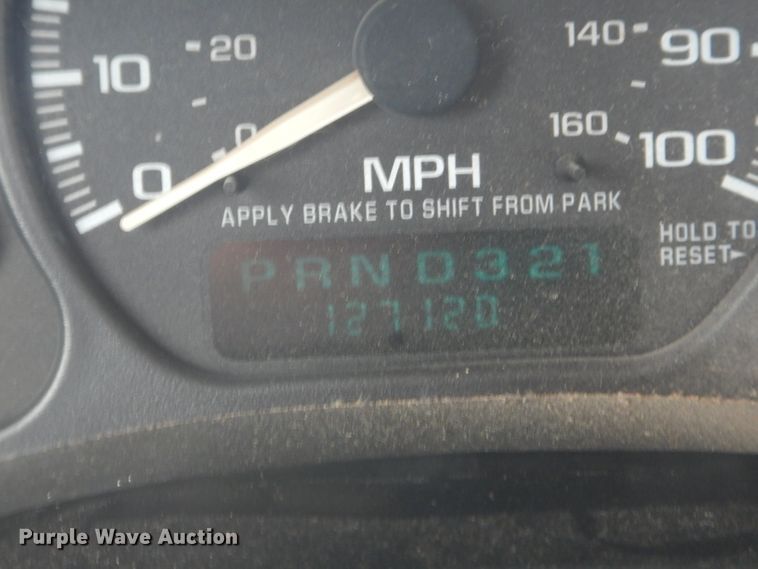 10
20
0
0
140
90
160
100
MPH
APPLY BRAKE TO SHIFT FROM PARK
HOLD TO
RESET
PRND321
127120
Purple Wave Auction